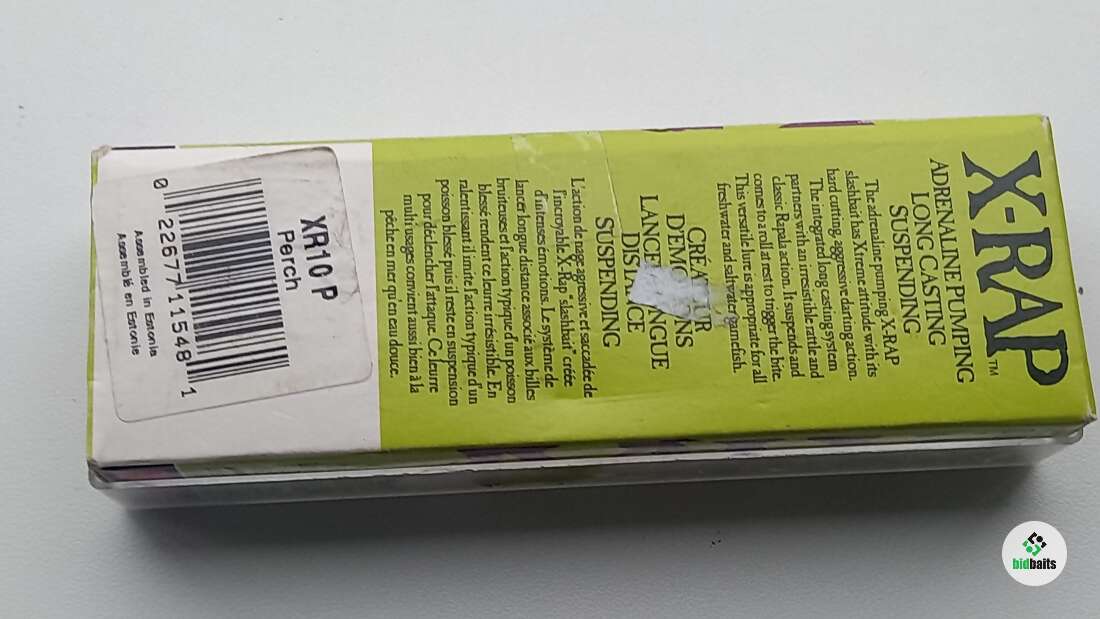 X-RAP™
ADRENALINE PUMPING
LONG CASTING
SUSPENDING
The adrenaline pumping X-RAP
slashbait has Xtreme attitude with its
hard cutting, aggressive darting action.
The integrated long casting system
partners with an irresistible rattle and
classic Rapala action. It suspends and
comes to a roll at rest to trigger the bite.
This versatile lure is appropriate for all
freshwater and saltwater gamefish.
D'ÉMO
LANCE
SUSPENDING
L'action de nage agressive et saccadée de
l'incroyable X-Rap "slashbait" créée
d'intenses émotions. Le système de
lancer longue distance associé aux billes
bruiteuses et l'action typique d'un poisson
blessé rendent ce leurre irrésistible. En
ralentissant à limite l'action typique d'un
poisson blessé puis il reste en suspension
pour déclencher l'attaque. Ce leurre
multi usages convient aussi bien à la
pêche en mer qu'en eau douce.
XR10 P
Perch
0 22677 11548 1
Assembled in Estonia
Assemblé en Estonie
bidbaits